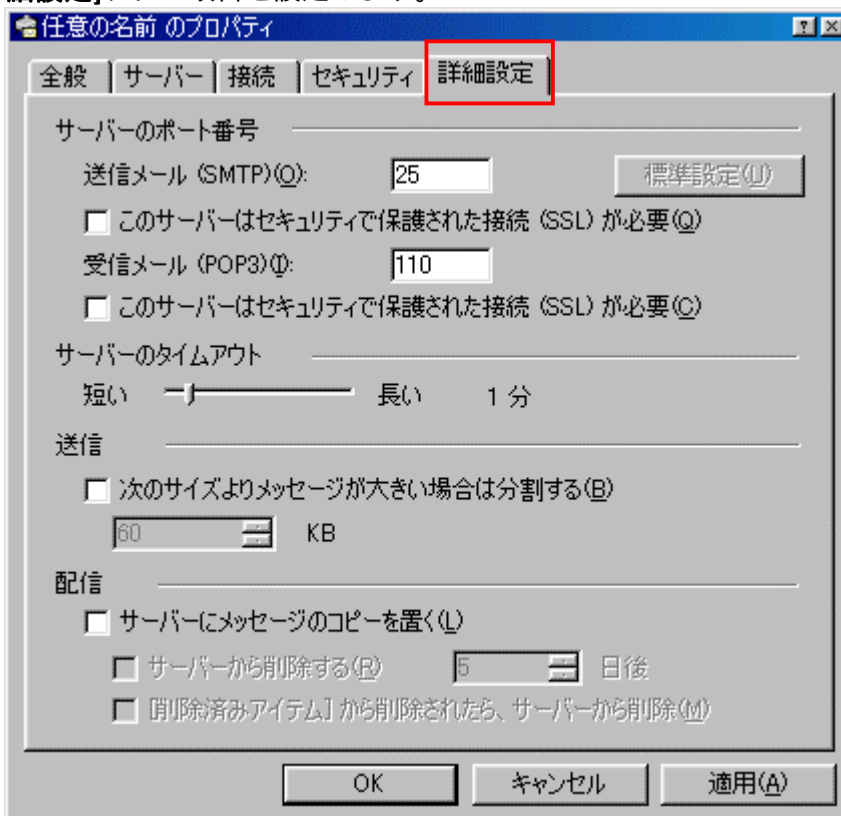 任意の名前 のプロパティ
全般 サーバー 接続 セキュリティ 詳細設定
サーバーのポート番号
送信メール (SMTP)(O): 25 標準設定(U)
このサーバーはセキュリティで保護された接続 (SSL) が必要(Q)
受信メール (POP3)(I): 110
このサーバーはセキュリティで保護された接続 (SSL) が必要(C)
サーバーのタイムアウト
短い 長い 1 分
送信
次のサイズよりメッセージが大きい場合は分割する(B)
60 KB
配信
サーバーにメッセージのコピーを置く(L)
サーバーから削除する(R) 5 日後
[削除済みアイテム] から削除されたら、サーバーから削除(M)
OK キャンセル 適用(A)